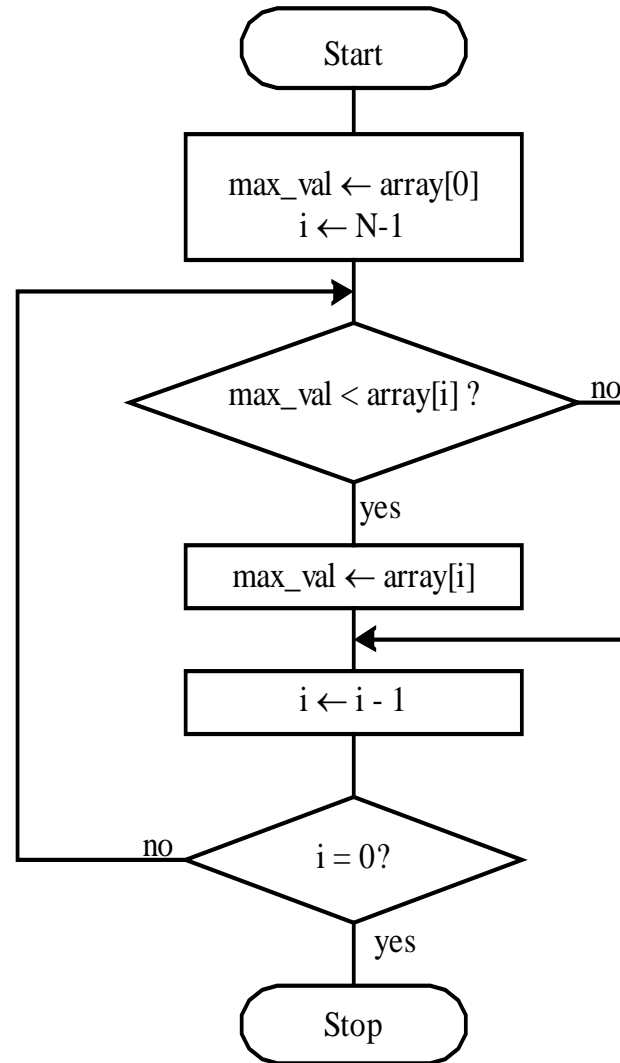 Start
max_val ← array[0]
i ← N-1
max_val < array[i] ?
no
yes
max_val ← array[i]
i ← i - 1
no
i = 0?
yes
Stop